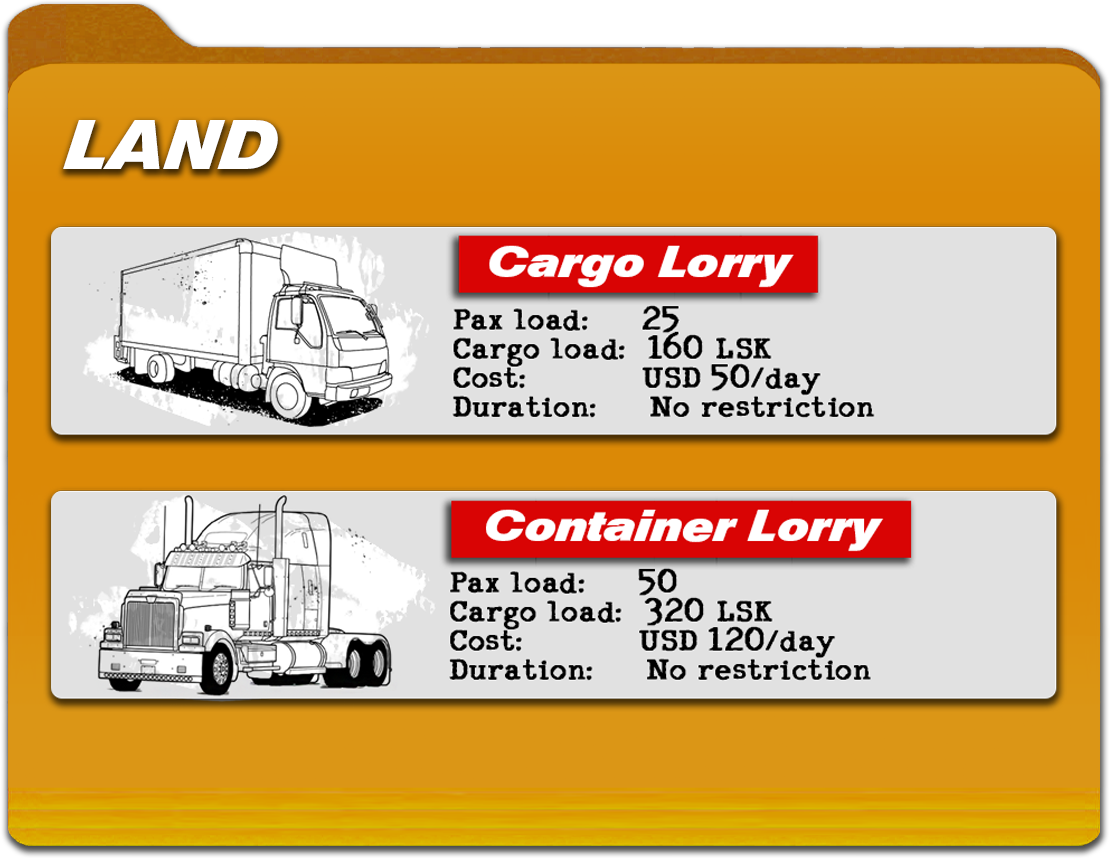 LAND
Cargo Lorry
Pax load: 25
Cargo load: 160 LSK
Cost: USD 50/day
Duration: No restriction
Container Lorry
Pax load: 50
Cargo load: 320 LSK
Cost: USD 120/day
Duration: No restriction